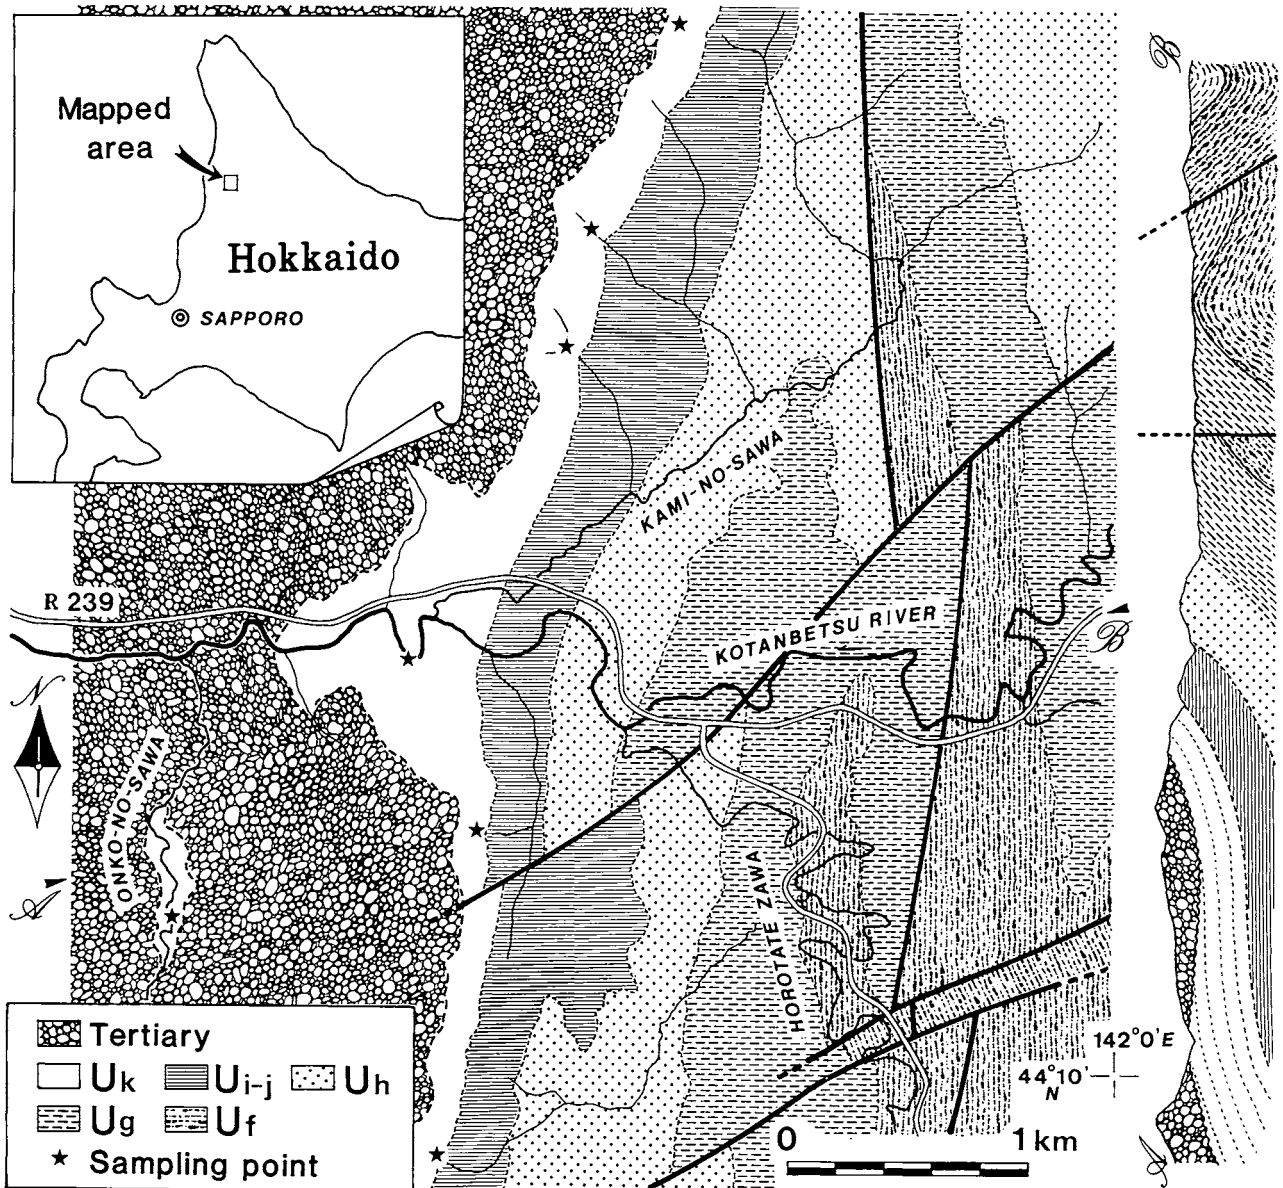 Mapped
area
Hokkaido
SAPPORO
B
R 239
KAMI-NO-SAWA
KOTANBETSU RIVER
B
N
ONKO-NO-SAWA
A
HOROTATE ZAWA
Tertiary
Uk Ui-j Uh
Ug Uf
Sampling point
142°0'E
44°10'
N
0 1 km
A